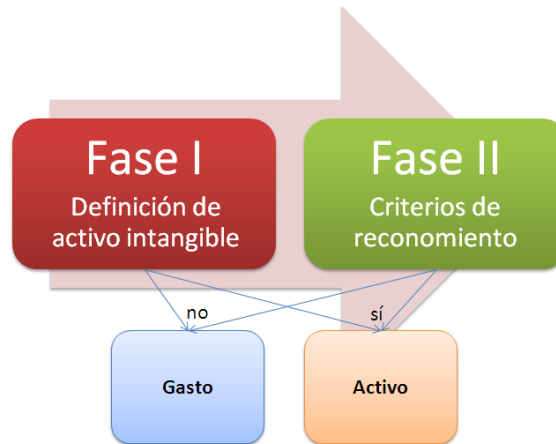 Fase I
Definición de
activo intangible
Fase II
Criterios de
reconomiento
no
sí
Gasto
Activo